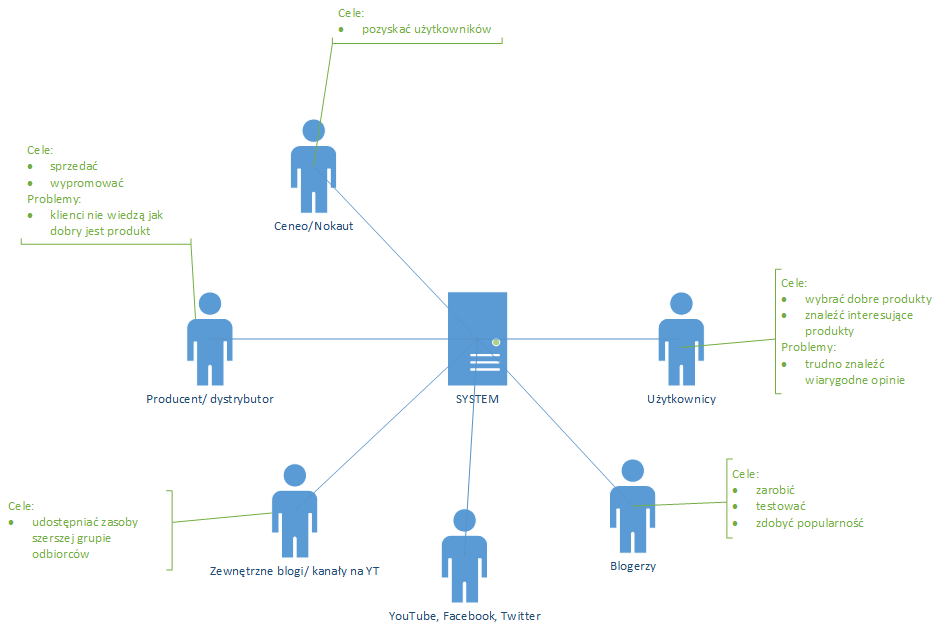 Cele:
• pozyskać użytkowników
Ceneo/Nokaut
Cele:
• sprzedać
• wypromować
Problemy:
• klienci nie wiedzą jak
dobry jest produkt
Producent/ dystrybutor
SYSTEM
Cele:
• wybrać dobre produkty
• znaleźć interesujące
produkty
Problemy:
• trudno znaleźć
wiarygodne opinie
Użytkownicy
Cele:
• udostępniać zasoby
szerszej grupie
odbiorców
Zewnętrzne blogi/ kanały na YT
YouTube, Facebook, Twitter
Cele:
• zarobić
• testować
• zdobyć popularność
Blogerzy